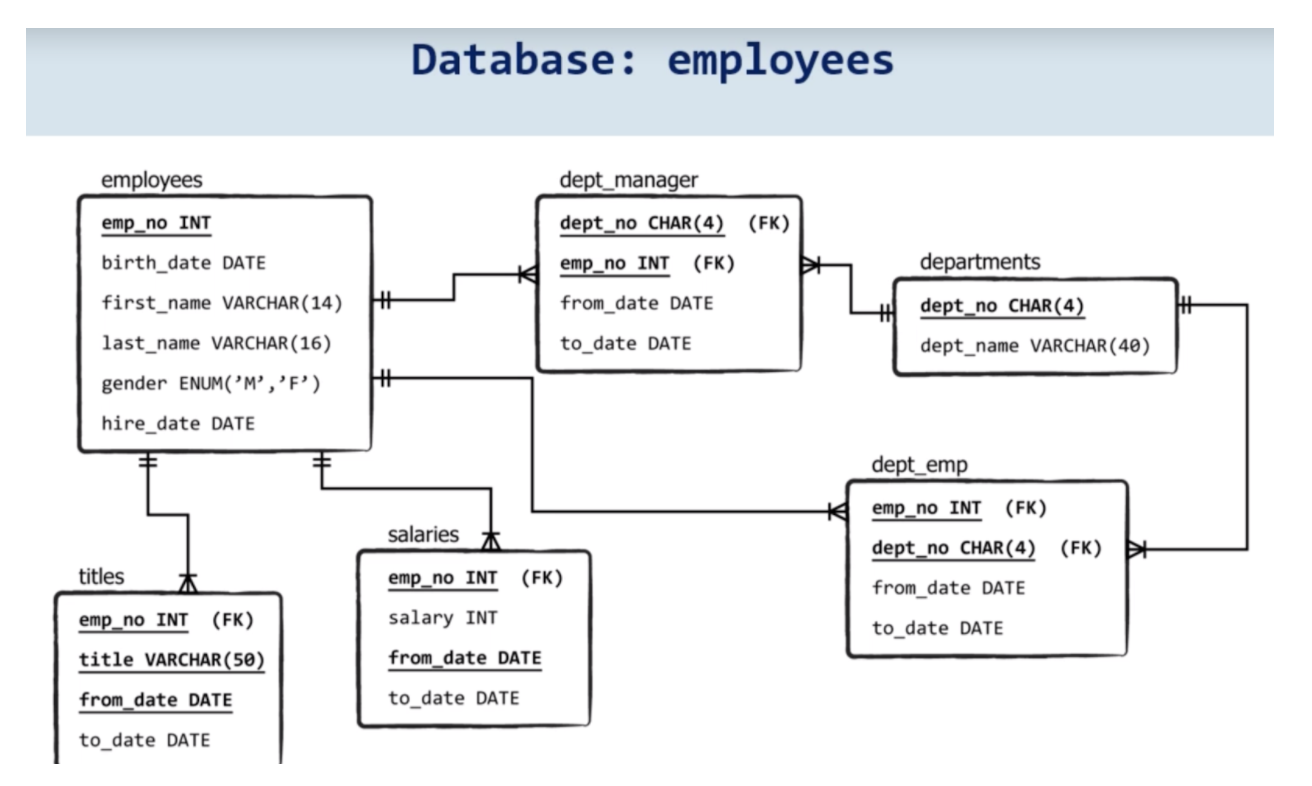 Database: employees
employees
emp_no INT
birth_date DATE
first_name VARCHAR(14)
last_name VARCHAR(16)
gender ENUM(’M’,’F’)
hire_date DATE
dept_manager
dept_no CHAR(4) (FK)
emp_no INT (FK)
from_date DATE
to_date DATE
departments
dept_no CHAR(4)
dept_name VARCHAR(40)
dept_emp
emp_no INT (FK)
dept_no CHAR(4) (FK)
from_date DATE
to_date DATE
salaries
emp_no INT (FK)
salary INT
from_date DATE
to_date DATE
titles
emp_no INT (FK)
title VARCHAR(50)
from_date DATE
to_date DATE